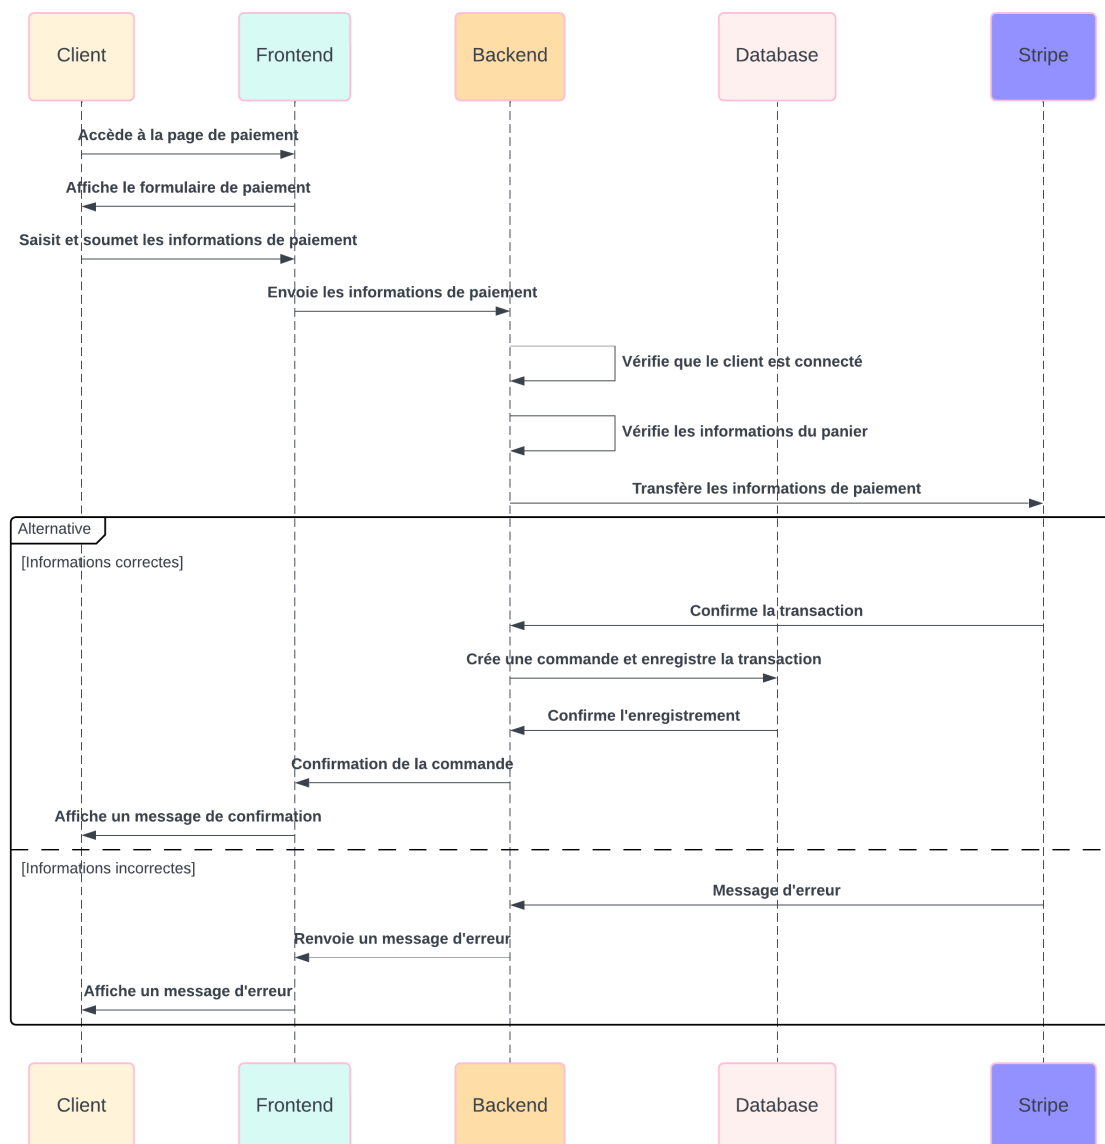 Client
Frontend
Backend
Database
Stripe
Accède à la page de paiement
Affiche le formulaire de paiement
Saisit et soumet les informations de paiement
Envoie les informations de paiement
Vérifie que le client est connecté
Vérifie les informations du panier
Transfère les informations de paiement
Alternative
[Informations correctes]
Confirme la transaction
Crée une commande et enregistre la transaction
Confirme l'enregistrement
Confirmation de la commande
Affiche un message de confirmation
[Informations incorrectes]
Message d'erreur
Renvoie un message d'erreur
Affiche un message d'erreur
Client
Frontend
Backend
Database
Stripe